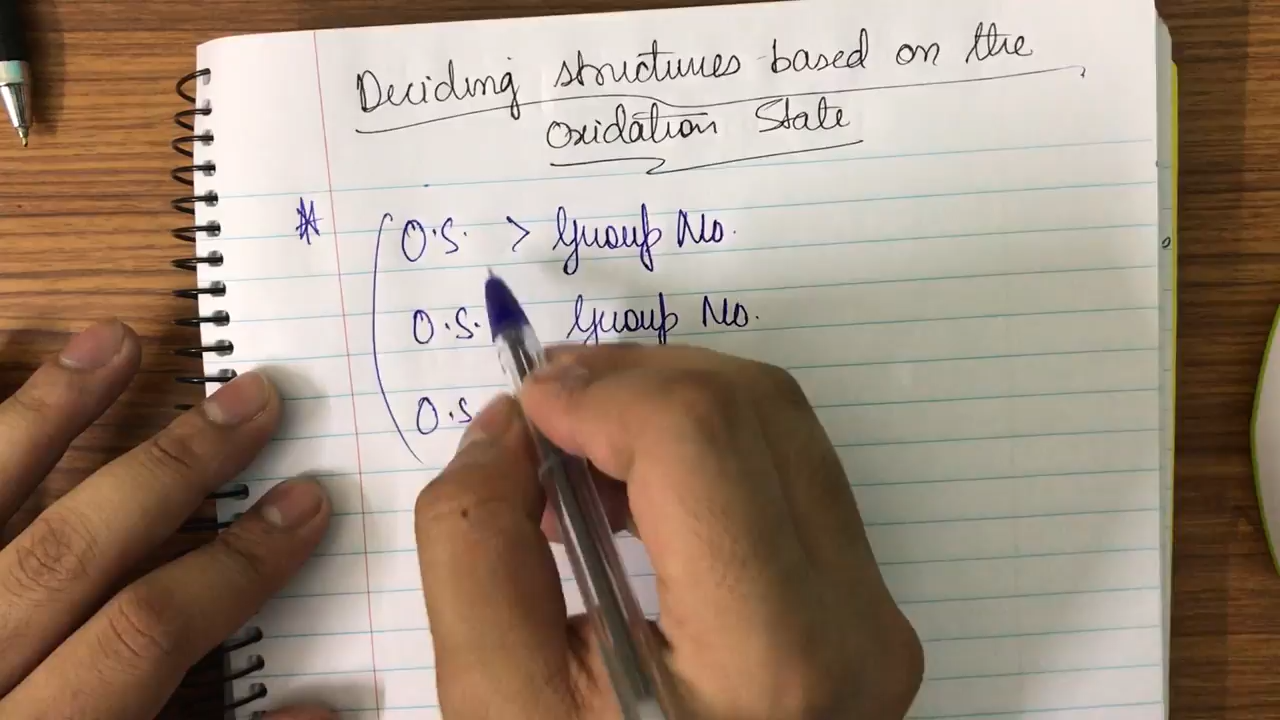 Deciding structures based on the
Oxidation State
* O.S. > Group No.
O.S. Group No.
O.S